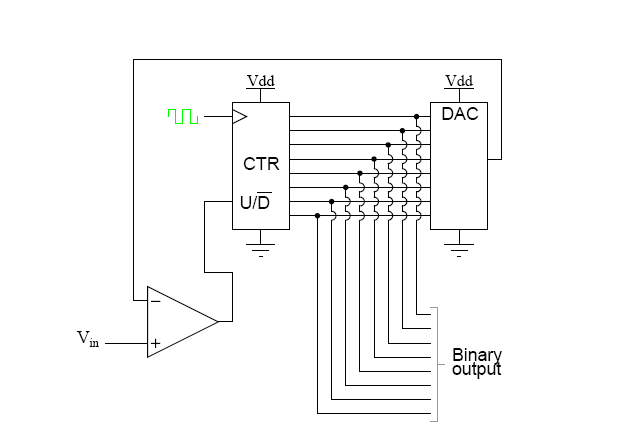 Vdd
Vdd
DAC
CTR
U/D̅
−
Vin
+
Binary
output